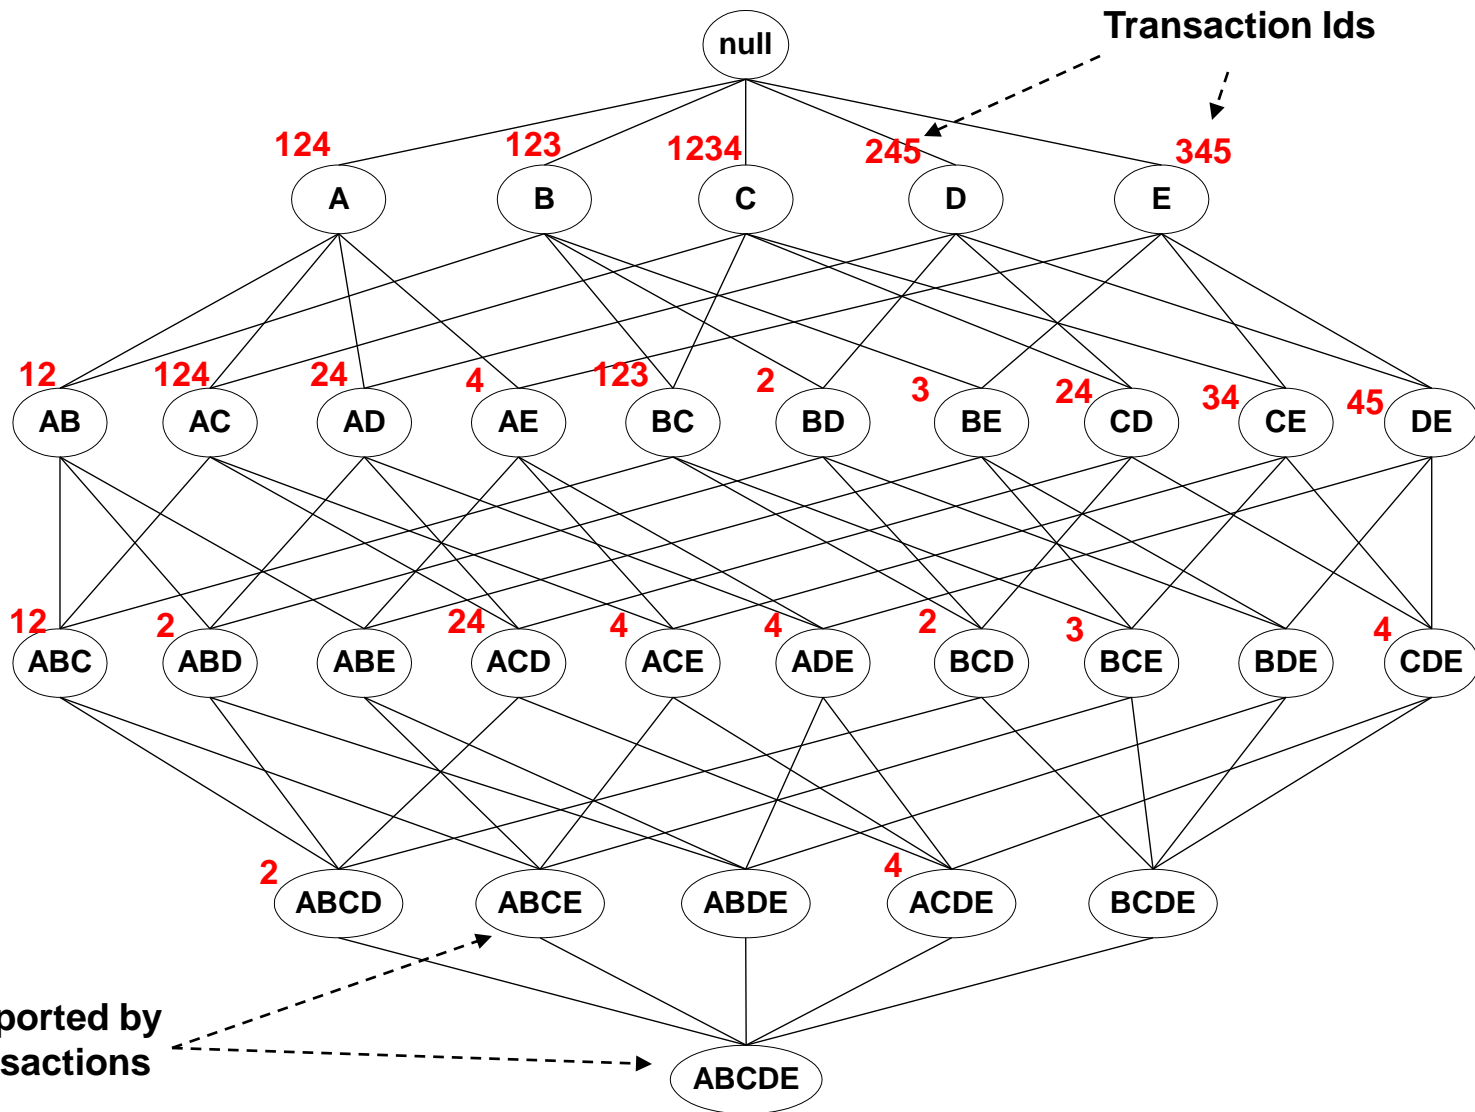 Transaction Ids
null
124 123 1234 245 345
A B C D E
12 124 24 4 123 2 3 24 34 45
AB AC AD AE BC BD BE CD CE DE
12 2 24 4 4 2 3 4
ABC ABD ABE ACD ACE ADE BCD BCE BDE CDE
2 4
ABCD ABCE ABDE ACDE BCDE
ported by
sactions
ABCDE